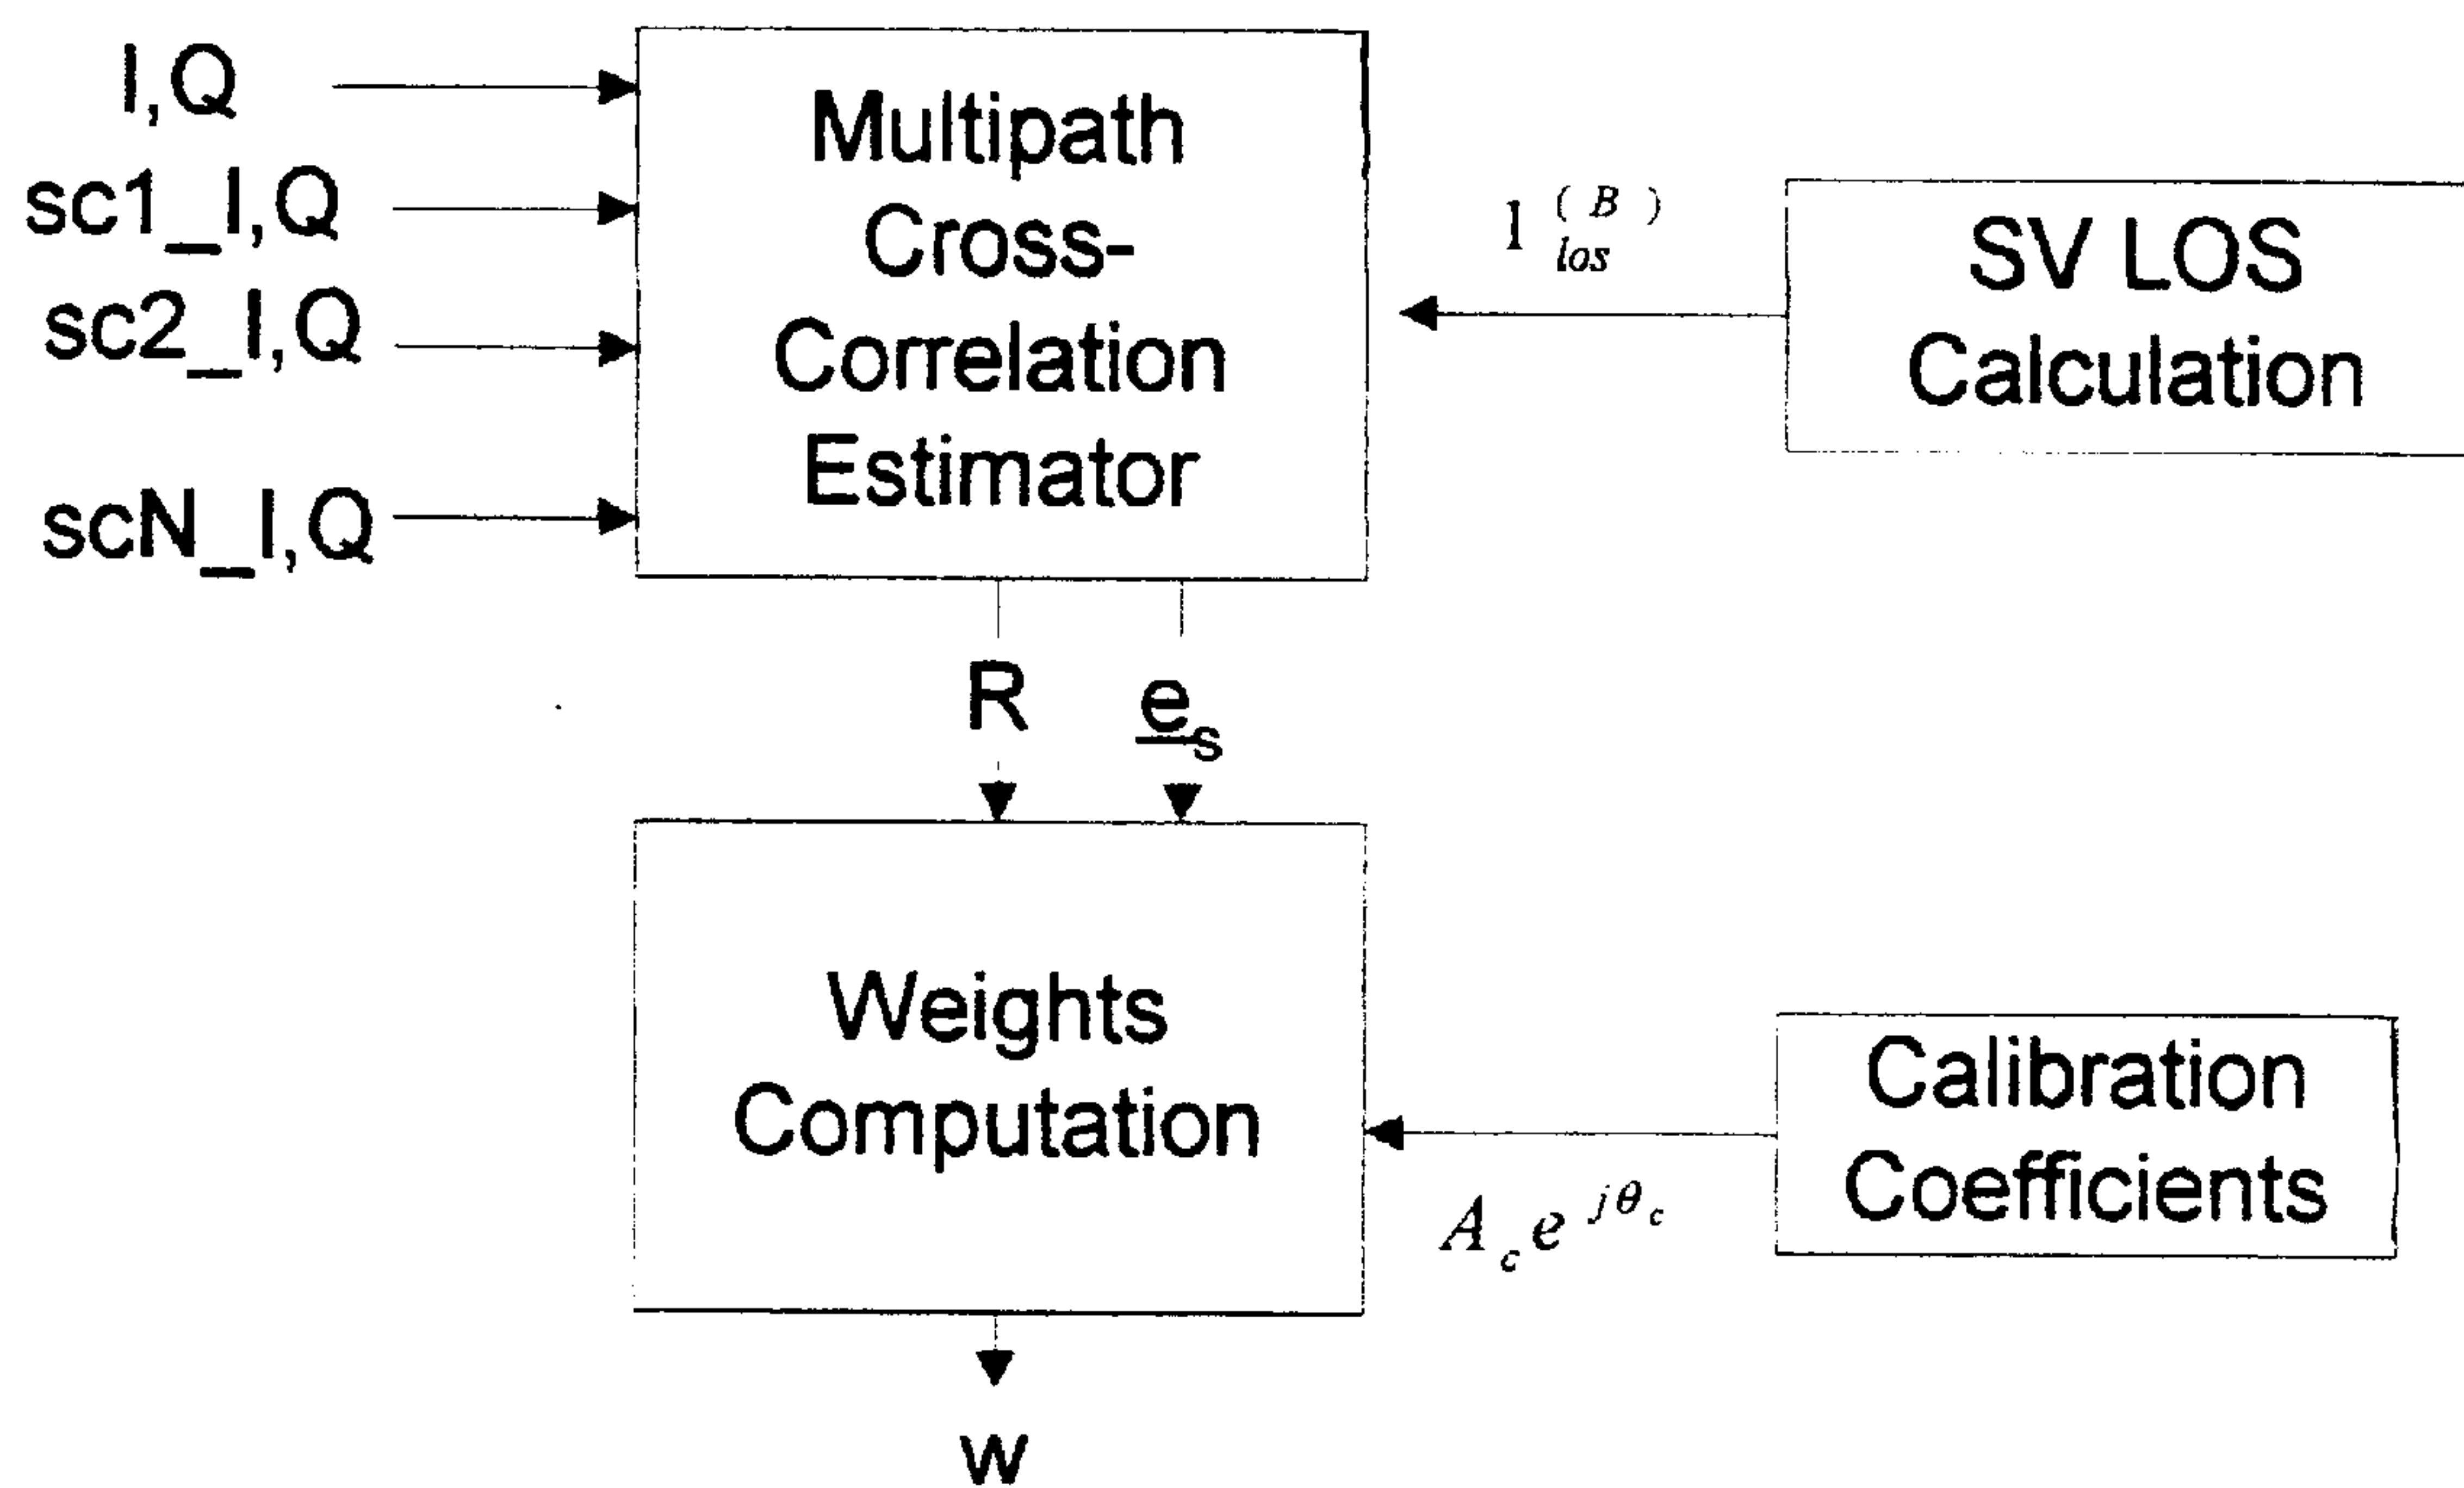 I,Q
sc1_I,Q
sc2_I,Q
scN_I,Q
Multipath
Cross-
Correlation
Estimator
1 los (B)
SV LOS
Calculation
R
e s
Weights
Computation
A c e jθ c
Calibration
Coefficients
w